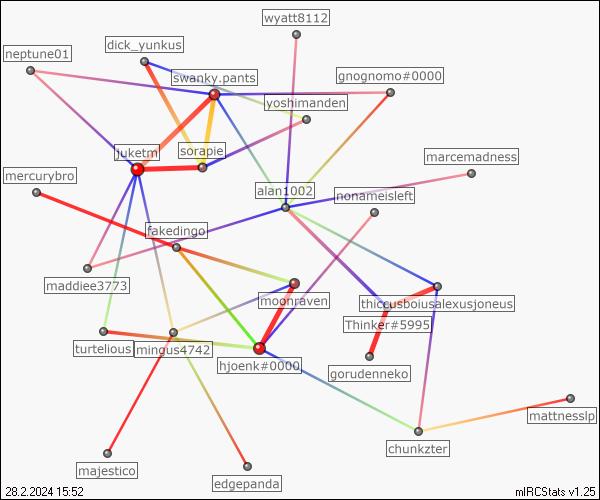 wyatt8112
dick_yunkus
neptune01
swanky.pants
gnognomo#0000
yoshimanden
juketm
sorapie
marcemadness
mercurybro
alan1002
nonameisleft
fakedingo
maddiee3773
moonraven
thiccusboiusalexusjoneus
Thinker#5995
turtelious
mingus4742
hjoenk#0000
gorudenneko
mattnesslp
chunkzter
majestico
edgepanda
28.2.2024 15:52
mIRCStats v1.25